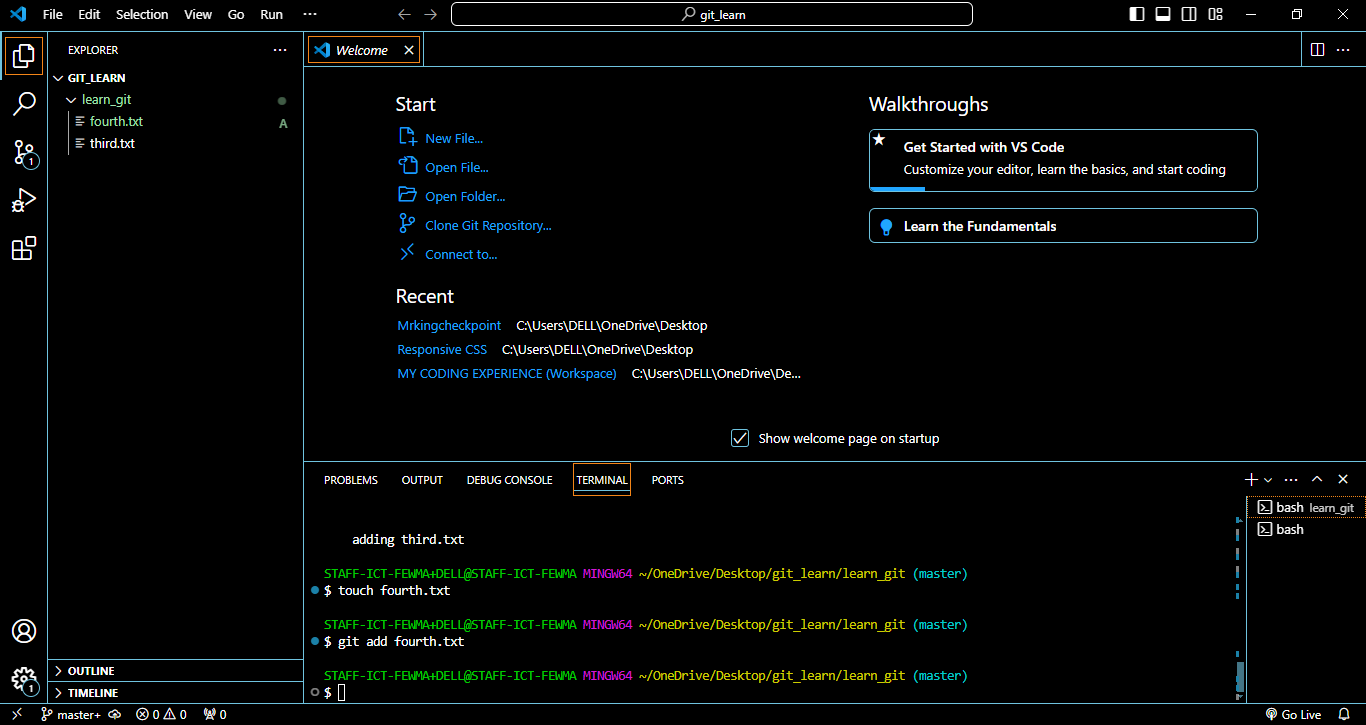 File Edit Selection View Go Run ··· git_learn
EXPLORER ···
GIT_LEARN
learn_git
fourth.txt A
third.txt
OUTLINE
TIMELINE
Welcome
Start
New File...
Open File...
Open Folder...
Clone Git Repository...
Connect to...
Recent
Mrkingcheckpoint C:\Users\DELL\OneDrive\Desktop
Responsive CSS C:\Users\DELL\OneDrive\Desktop
MY CODING EXPERIENCE (Workspace) C:\Users\DELL\OneDrive\De...
Walkthroughs
Get Started with VS Code
Customize your editor, learn the basics, and start coding
Learn the Fundamentals
Show welcome page on startup
PROBLEMS OUTPUT DEBUG CONSOLE TERMINAL PORTS
adding third.txt
STAFF-ICT-FEWMA+DELL@STAFF-ICT-FEWMA MINGW64 ~/OneDrive/Desktop/git_learn/learn_git (master)
$ touch fourth.txt
STAFF-ICT-FEWMA+DELL@STAFF-ICT-FEWMA MINGW64 ~/OneDrive/Desktop/git_learn/learn_git (master)
$ git add fourth.txt
STAFF-ICT-FEWMA+DELL@STAFF-ICT-FEWMA MINGW64 ~/OneDrive/Desktop/git_learn/learn_git (master)
$
bash learn_git
bash
1
1
master+ 0 0 0 Go Live